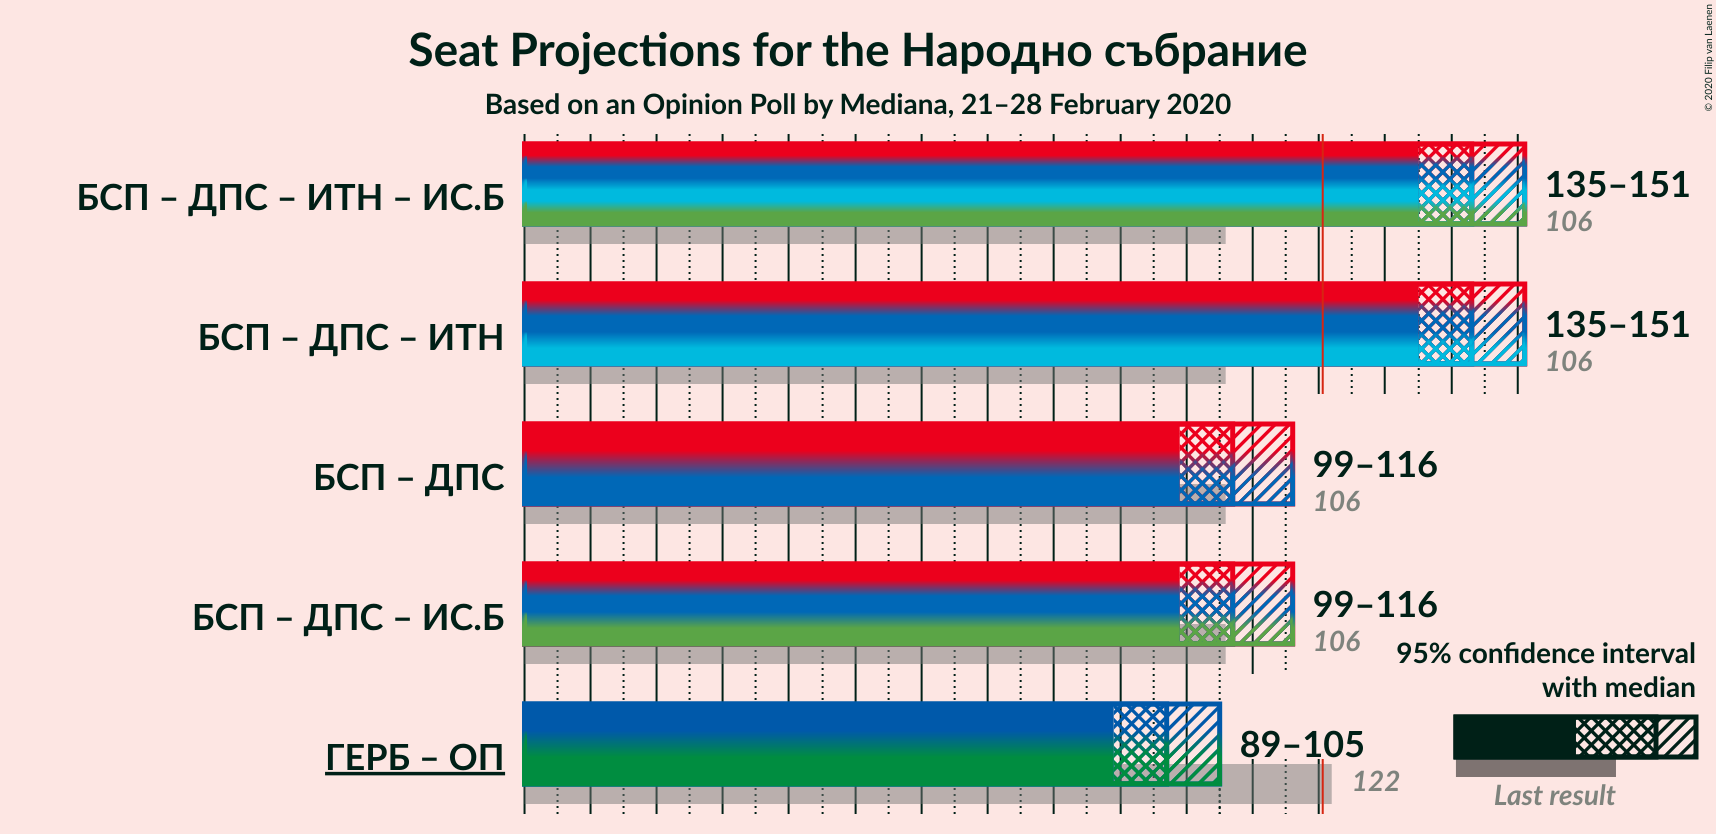 Seat Projections for the Народно събрание
Based on an Opinion Poll by Mediana, 21–28 February 2020
© 2020 Filip van Laenen
БСП – ДПС – ИТН – ИС.Б
135–151
106
БСП – ДПС – ИТН
135–151
106
БСП – ДПС
99–116
106
БСП – ДПС – ИС.Б
99–116
106
ГЕРБ – ОП
89–105
122
95% confidence interval
with median
Last result